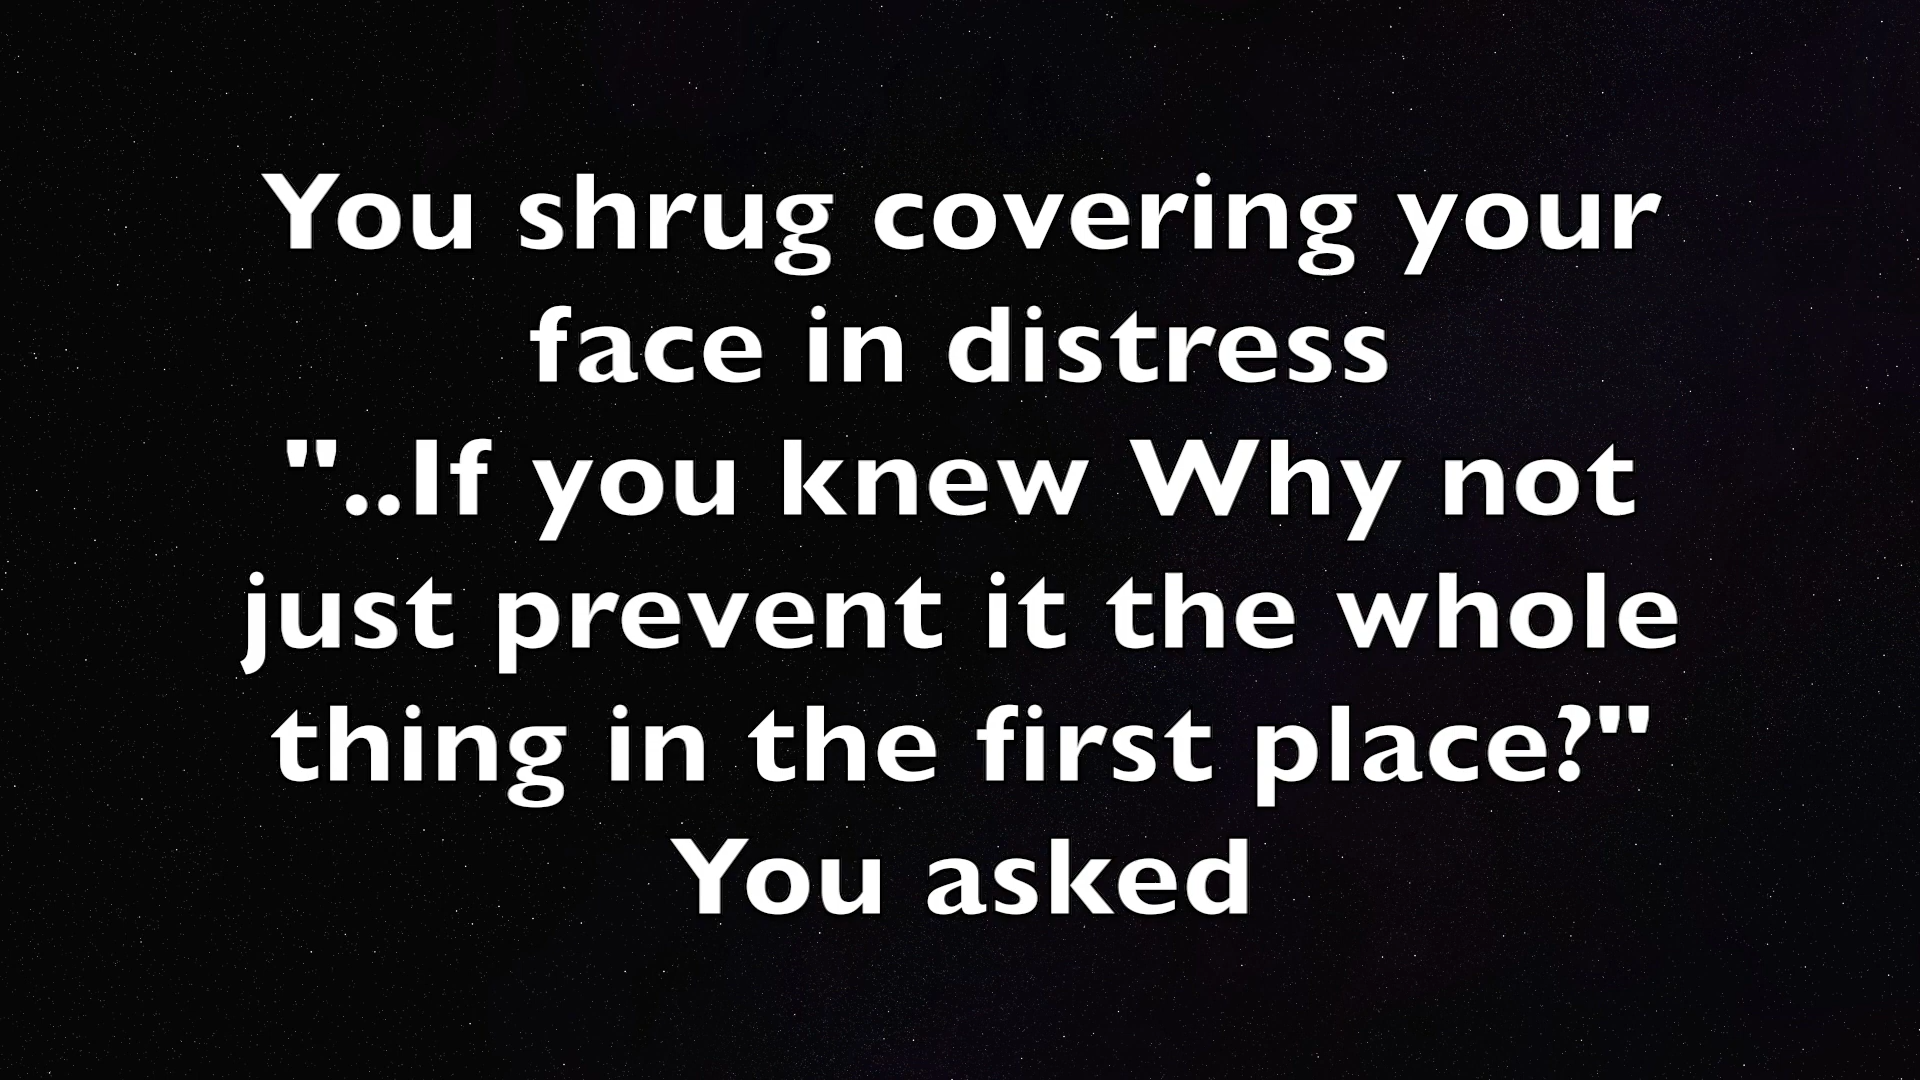 You shrug covering your
face in distress
"..If you knew Why not
just prevent it the whole
thing in the first place?"
You asked